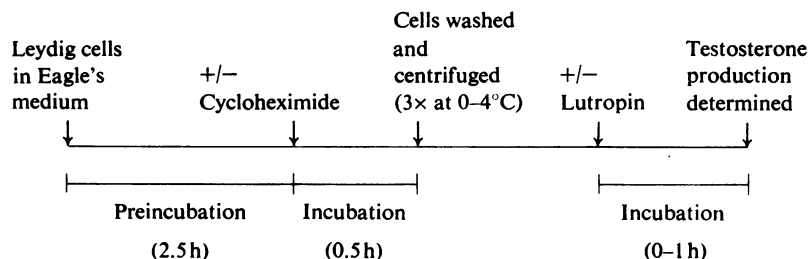 Leydig cells
in Eagle's
medium
+/−
Cycloheximide
Cells washed
and
centrifuged
(3× at 0–4°C)
+/−
Lutropin
Testosterone
production
determined
Preincubation
(2.5h)
Incubation
(0.5h)
Incubation
(0–1h)